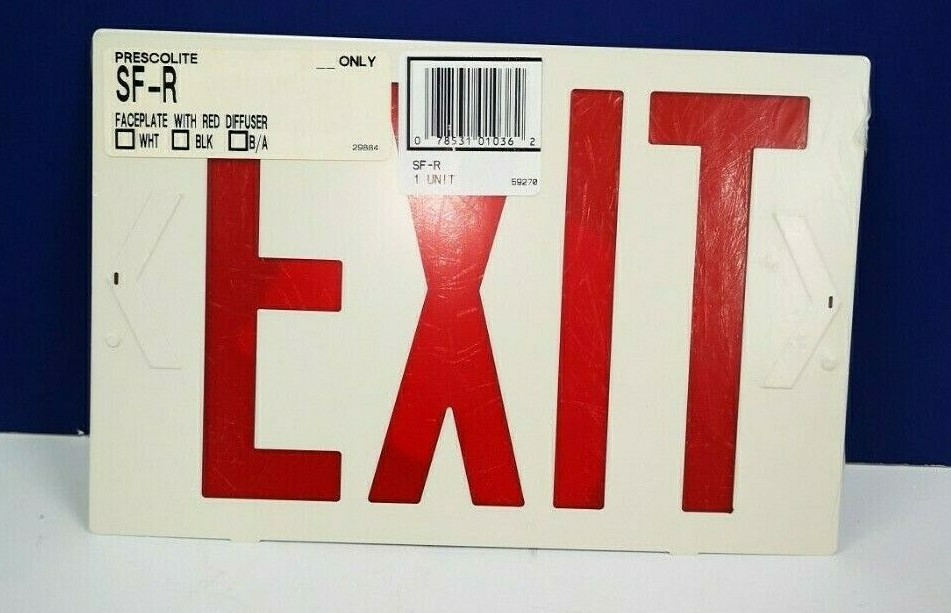 PRESCOLITE __ ONLY
SF-R
FACEPLATE WITH RED DIFFUSER
WHT BLK B/A
29884
0 78531 01036 2
SF-R
1 UNIT 59270
EXIT